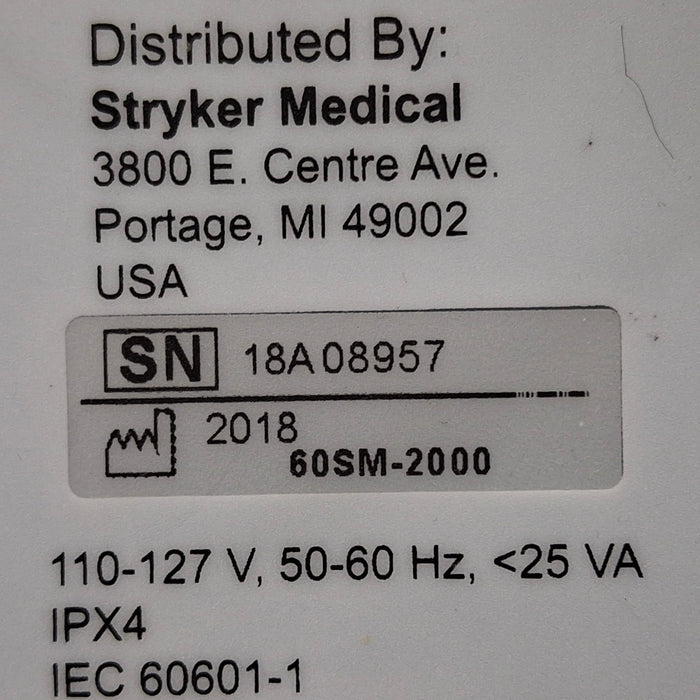 Distributed By:
Stryker Medical
3800 E. Centre Ave.
Portage, MI 49002
USA
SN 18A08957
2018
60SM-2000
110-127 V, 50-60 Hz, <25 VA
IPX4
IEC 60601-1